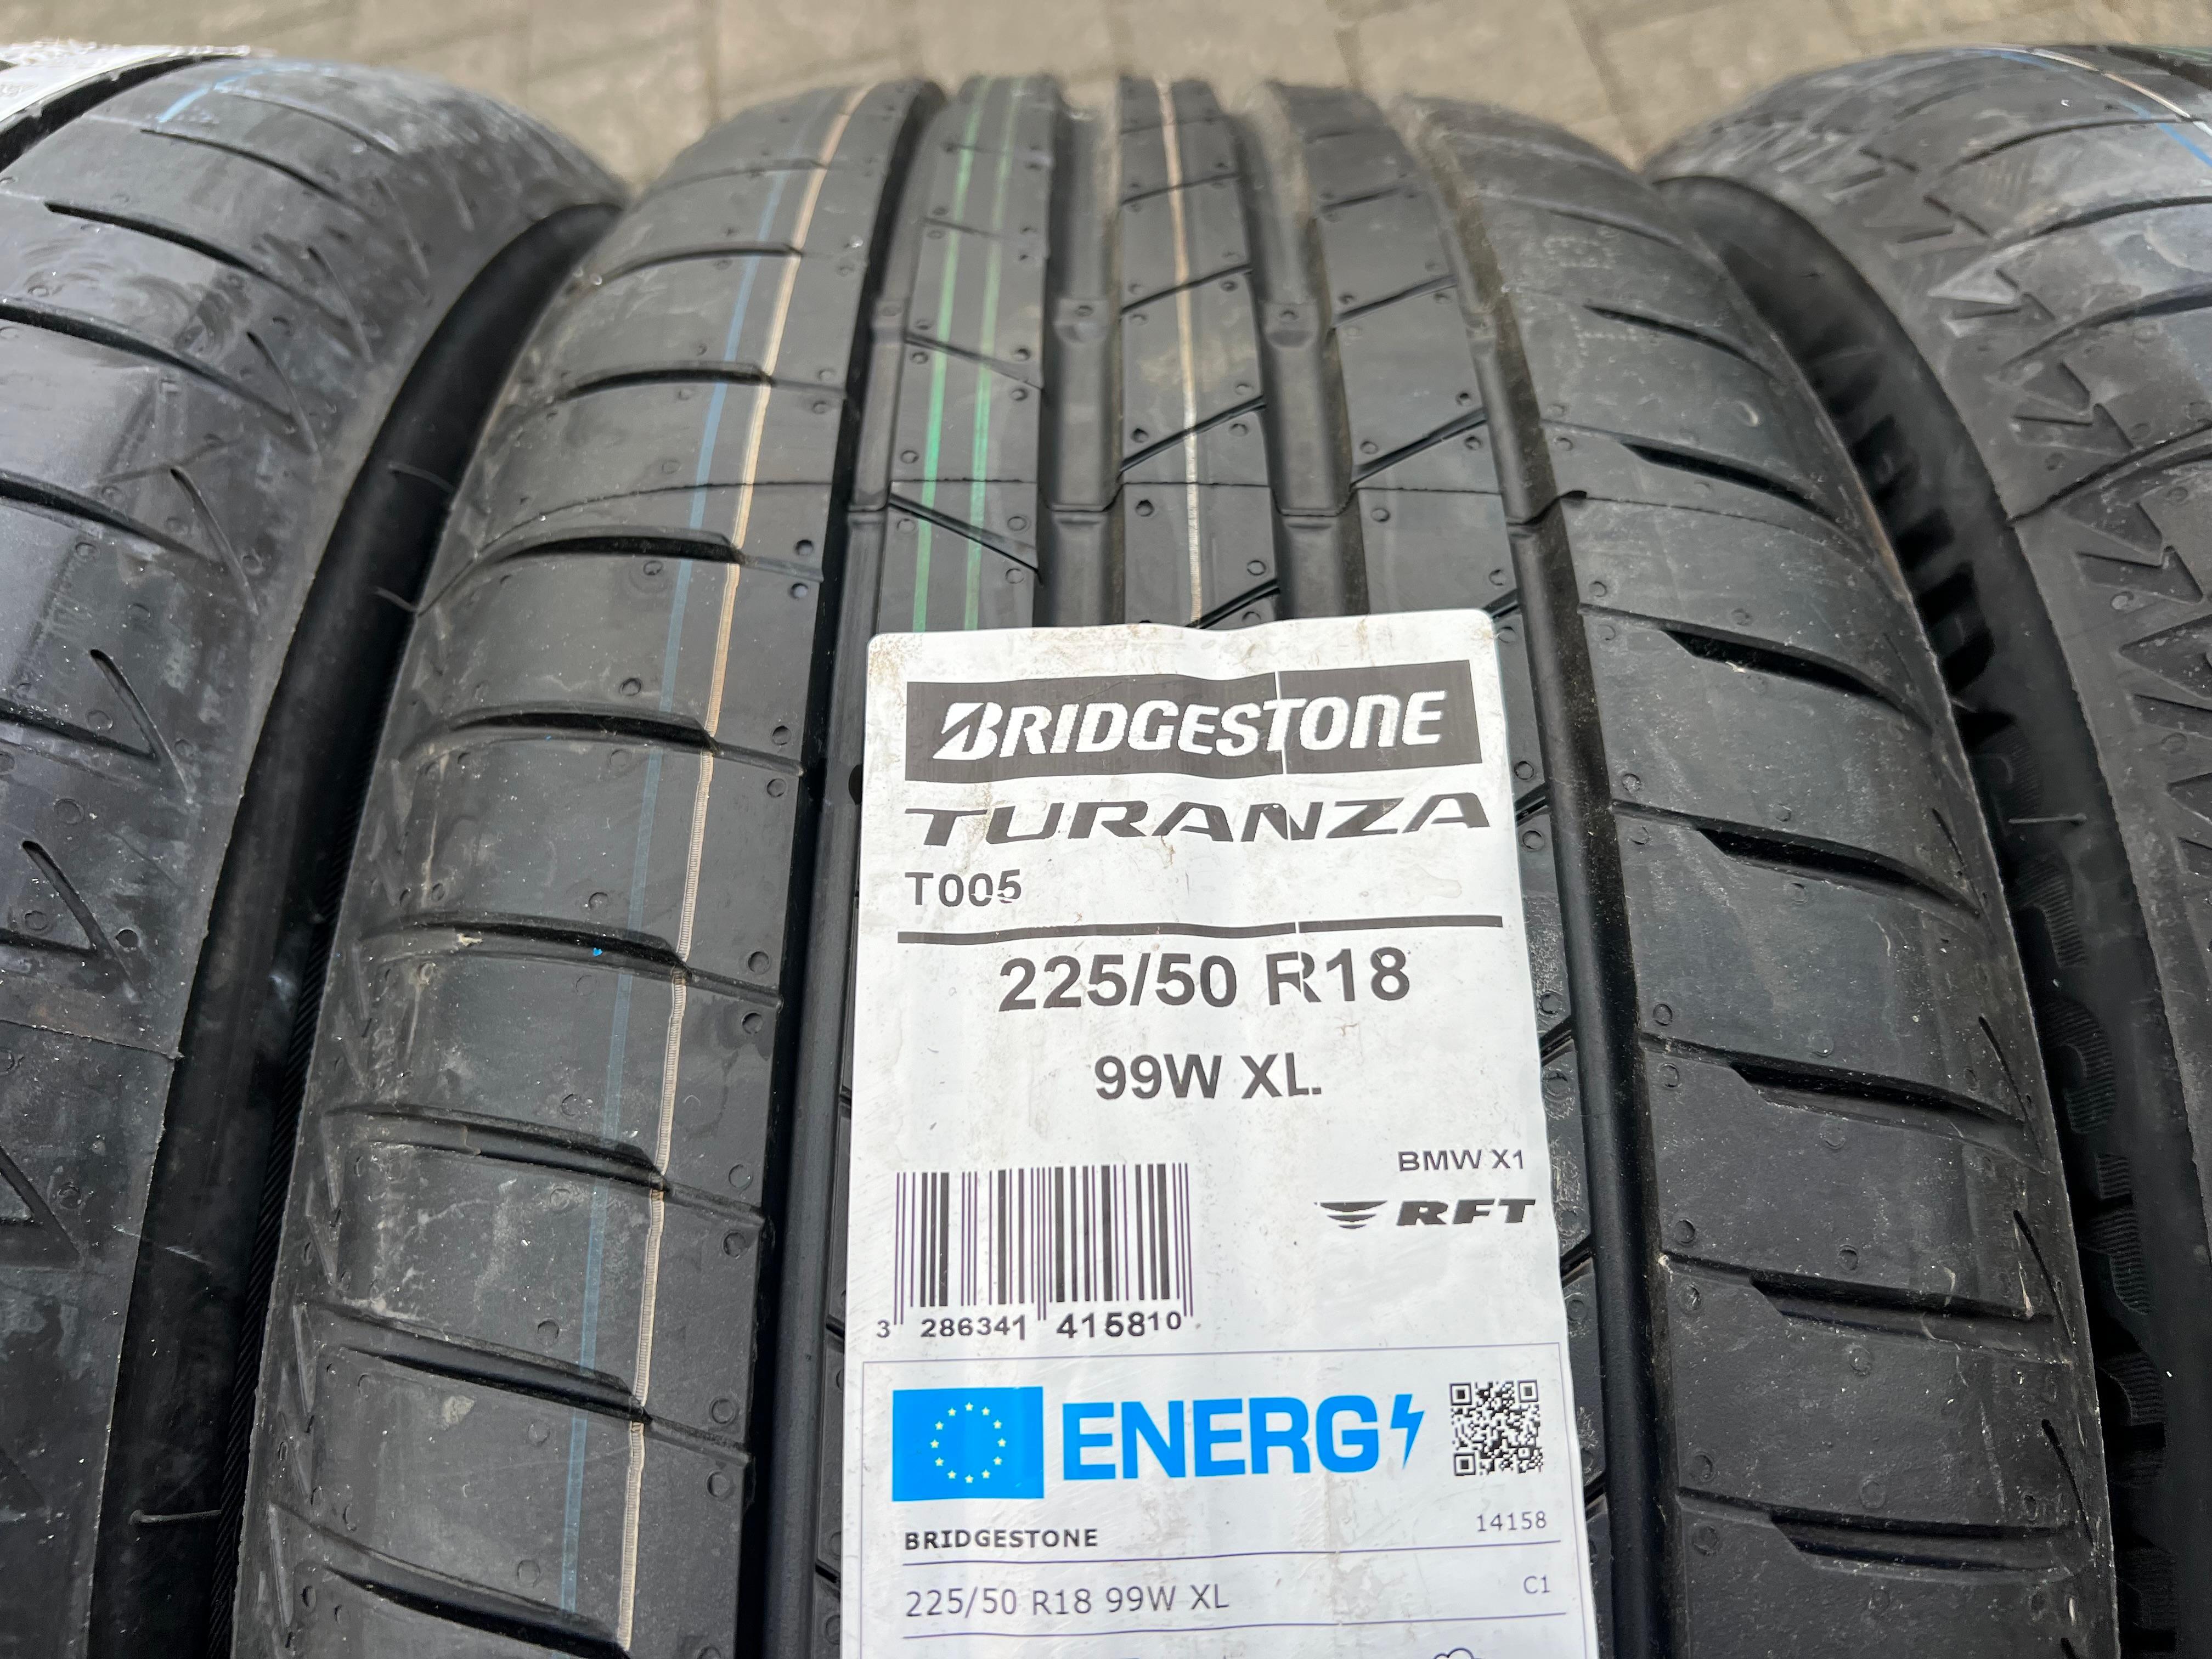 BRIDGESTONE
TURANZA
T005
225/50 R18
99W XL
BMW X1
RFT
3 286341 415810
ENERG
BRIDGESTONE
14158
225/50 R18 99W XL
C1